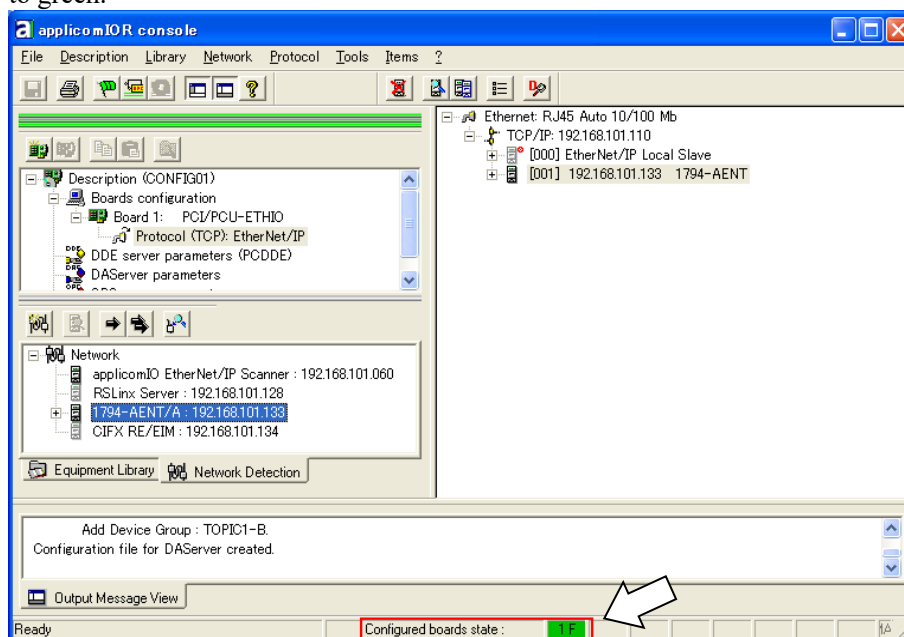 to green.
applicomIOR console
File Description Library Network Protocol Tools Items ?
Ethernet: RJ45 Auto 10/100 Mb
TCP/IP: 192.168.101.110
[000] EtherNet/IP Local Slave
[001] 192.168.101.133 1794-AENT
Description (CONFIG01)
Boards configuration
Board 1: PCI/PCU-ETHIO
Protocol (TCP): EtherNet/IP
DDE server parameters (PCDDE)
DAServer parameters
Network
applicomIO EtherNet/IP Scanner : 192.168.101.060
RSLinx Server : 192.168.101.128
1794-AENT/A : 192.168.101.133
CIFX RE/EIM : 192.168.101.134
Equipment Library Network Detection
Add Device Group : TOPIC1-B.
Configuration file for DAServer created.
Output Message View
Ready Configured boards state : 1 F